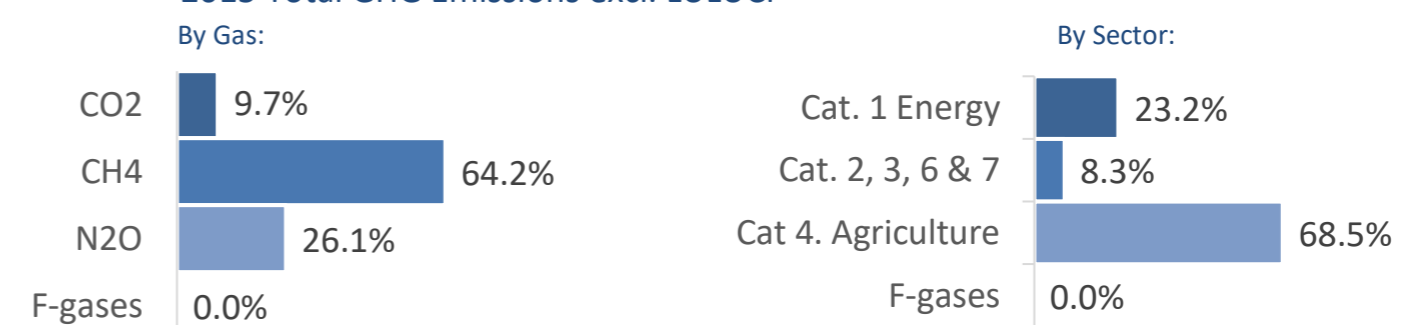 By Gas:
CO2 9.7%
CH4 64.2%
N2O 26.1%
F-gases 0.0%
By Sector:
Cat. 1 Energy 23.2%
Cat. 2, 3, 6 & 7 8.3%
Cat 4. Agriculture 68.5%
F-gases 0.0%